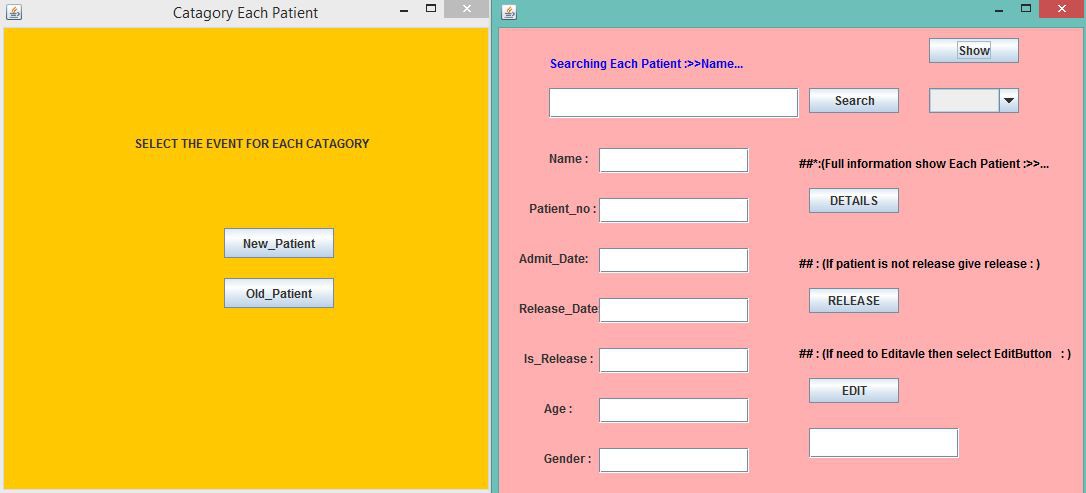 Catagory Each Patient
SELECT THE EVENT FOR EACH CATAGORY
New_Patient
Old_Patient
Show
Searching Each Patient :>>Name...
Search
Name :
##*:(Full information show Each Patient :>>...
Patient_no :
DETAILS
Admit_Date:
## : (If patient is not release give release : )
Release_Date:
RELEASE
Is_Release :
## : (If need to Editavle then select EditButton : )
EDIT
Age :
Gender :